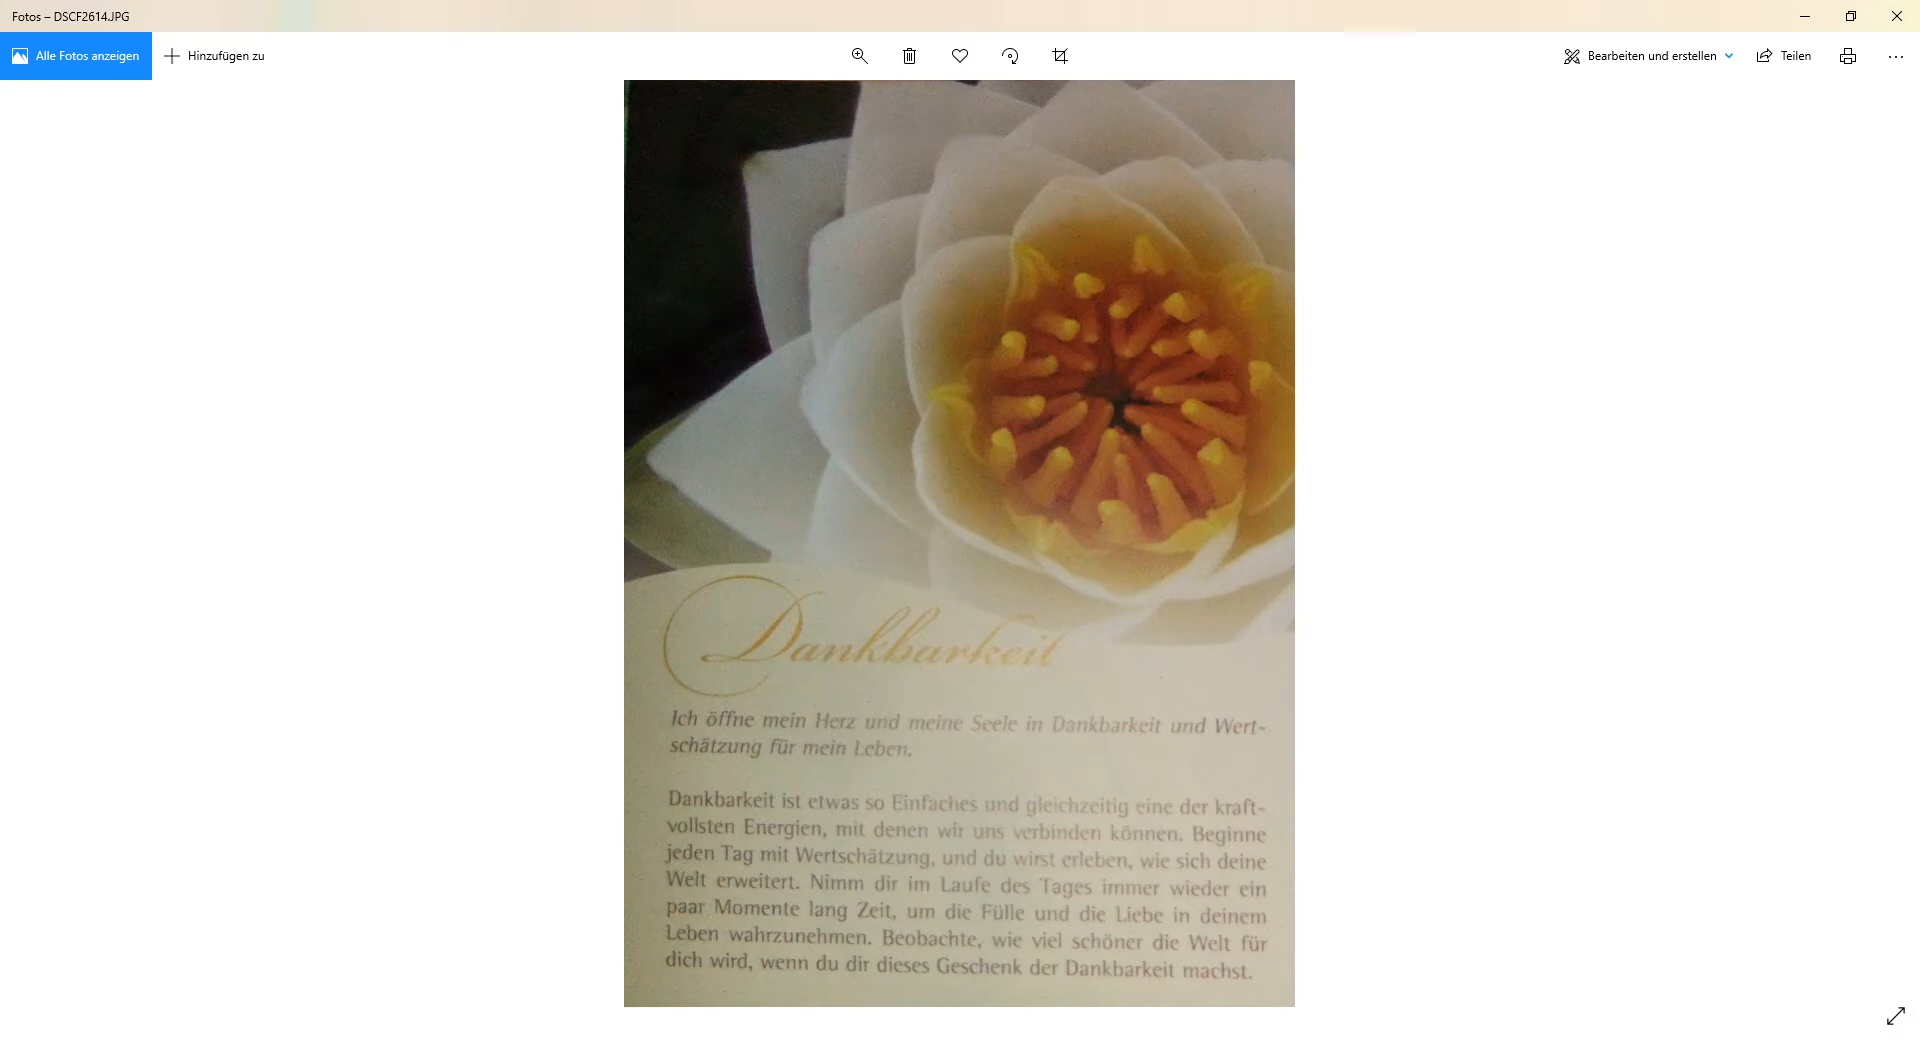 Fotos – DSCF2614.JPG
Alle Fotos anzeigen
Hinzufügen zu
Bearbeiten und erstellen
Teilen
Dankbarkeit
Ich öffne mein Herz und meine Seele in Dankbarkeit und Wert-
schätzung für mein Leben.
Dankbarkeit ist etwas so Einfaches und gleichzeitig eine der kraft-
vollsten Energien, mit denen wir uns verbinden können. Beginne
jeden Tag mit Wertschätzung, und du wirst erleben, wie sich deine
Welt erweitert. Nimm dir im Laufe des Tages immer wieder ein
paar Momente lang Zeit, um die Fülle und die Liebe in deinem
Leben wahrzunehmen. Beobachte, wie viel schöner die Welt für
dich wird, wenn du dir dieses Geschenk der Dankbarkeit machst.